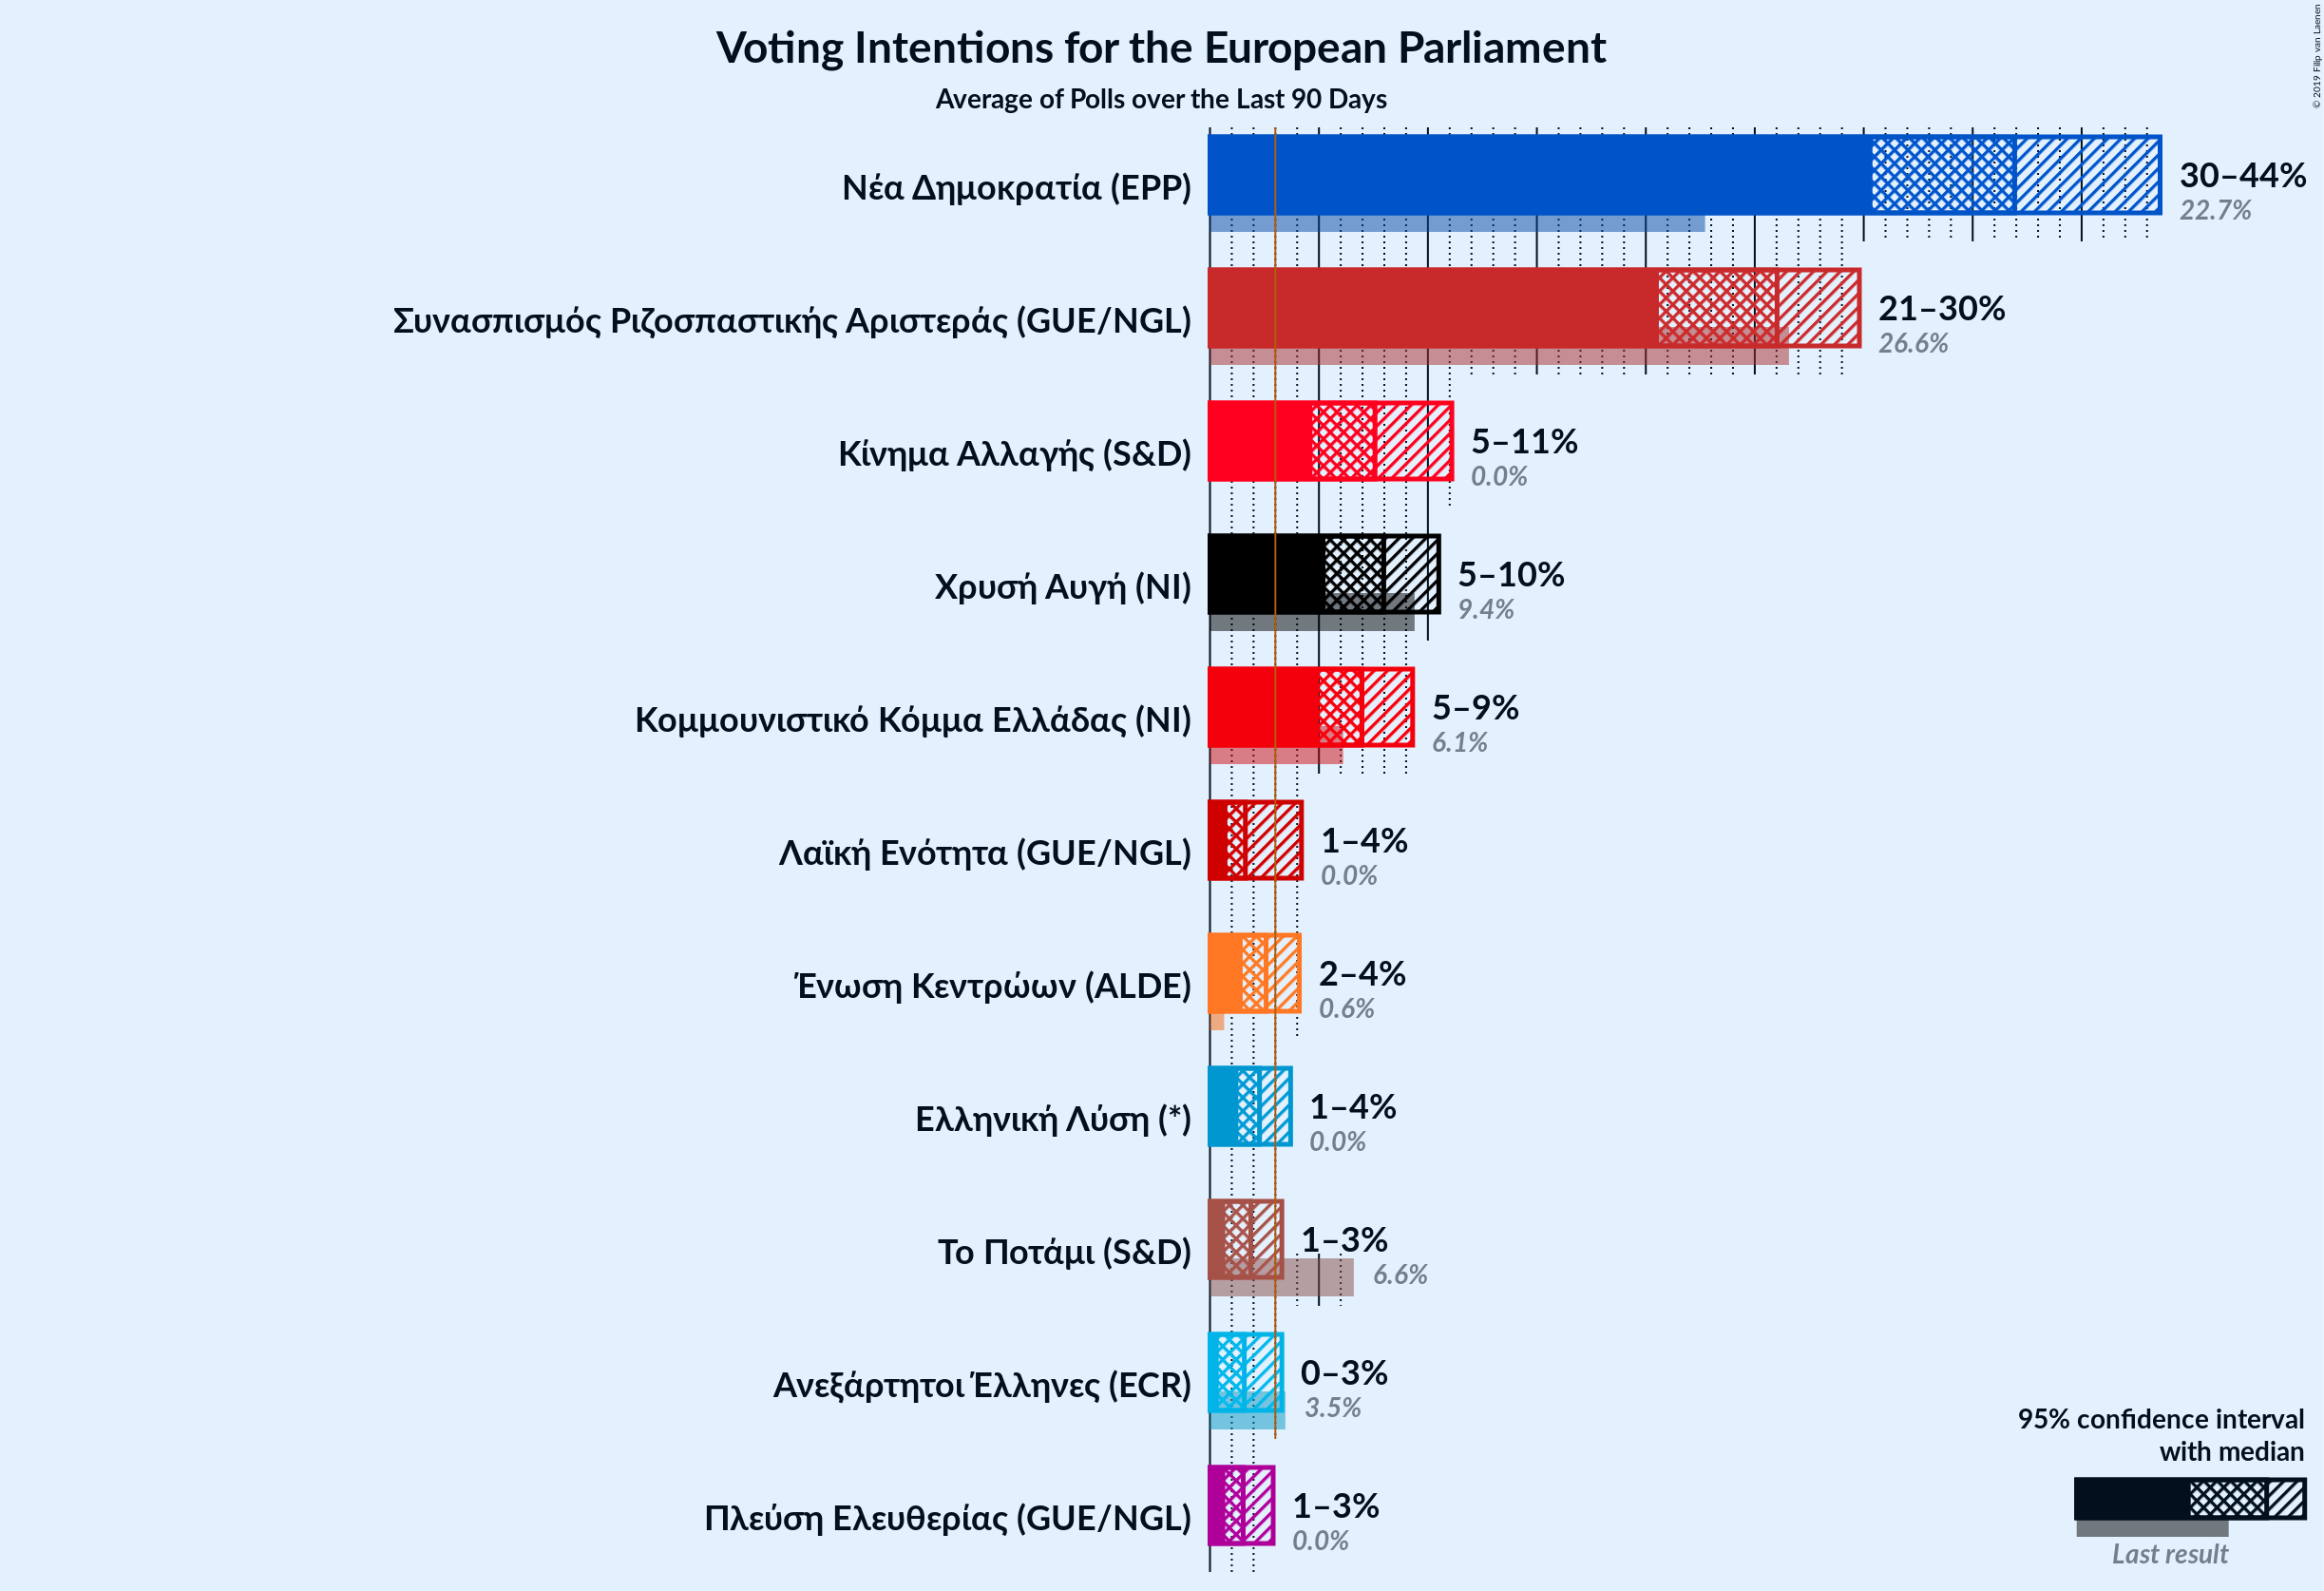 Voting Intentions for the European Parliament
Average of Polls over the Last 90 Days
© 2019 Filip van Laenen
Νέα Δημοκρατία (EPP)
30–44%
22.7%
Συνασπισμός Ριζοσπαστικής Αριστεράς (GUE/NGL)
21–30%
26.6%
Κίνημα Αλλαγής (S&D)
5–11%
0.0%
Χρυσή Αυγή (NI)
5–10%
9.4%
Κομμουνιστικό Κόμμα Ελλάδας (NI)
5–9%
6.1%
Λαϊκή Ενότητα (GUE/NGL)
1–4%
0.0%
Ένωση Κεντρώων (ALDE)
2–4%
0.6%
Ελληνική Λύση (*)
1–4%
0.0%
Το Ποτάμι (S&D)
1–3%
6.6%
Ανεξάρτητοι Έλληνες (ECR)
0–3%
3.5%
Πλεύση Ελευθερίας (GUE/NGL)
1–3%
0.0%
95% confidence interval
with median
Last result